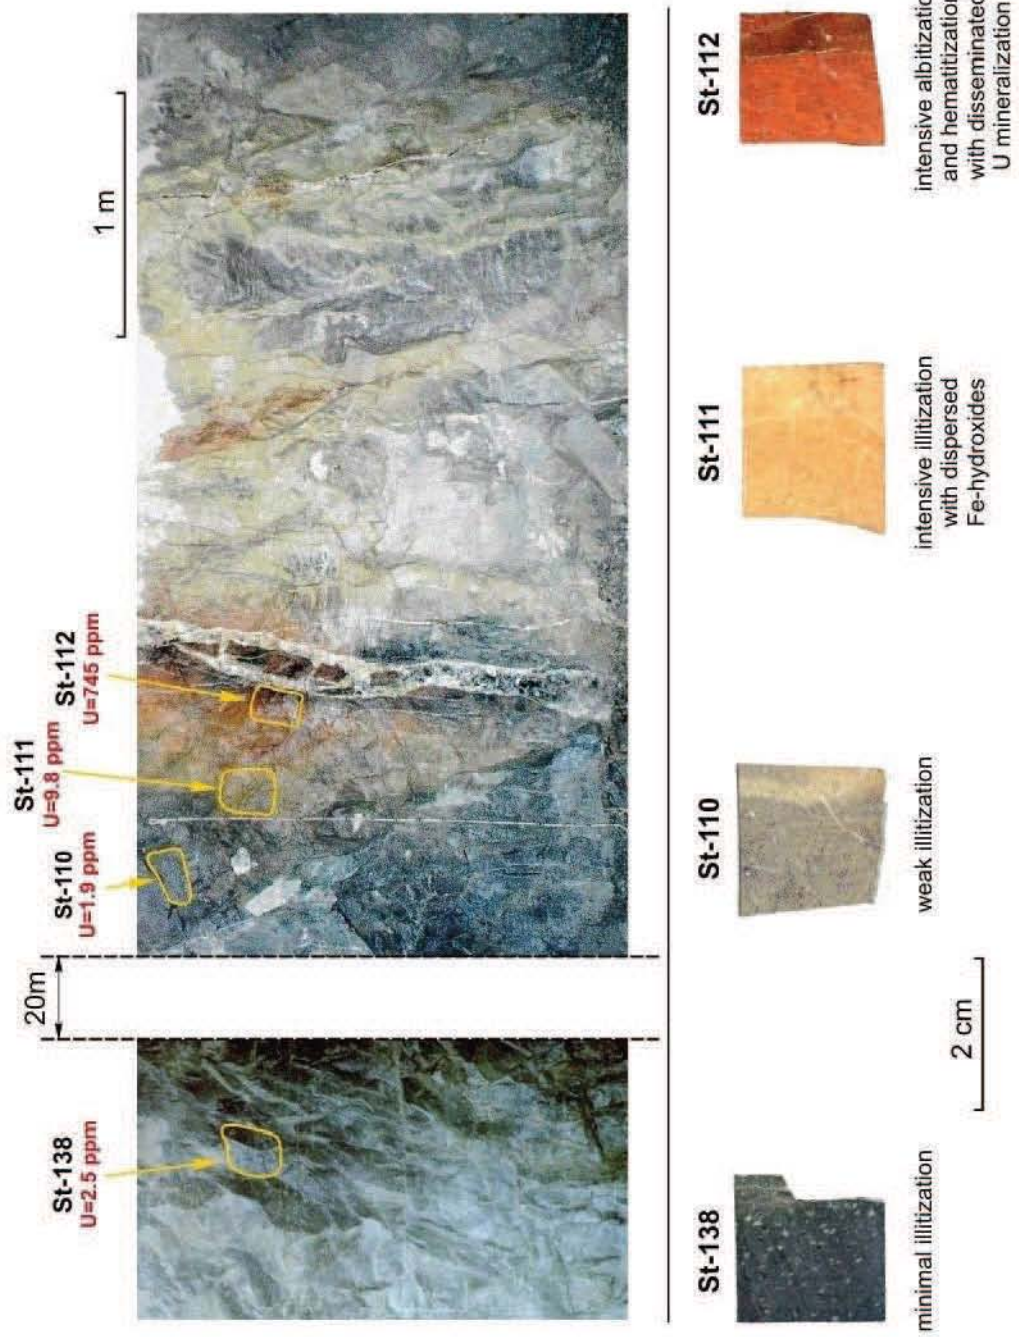 St-138
U=2.5 ppm
20m
St-110
U=1.9 ppm
St-111
U=9.8 ppm
St-112
U=745 ppm
1 m
St-138
minimal illitization
2 cm
St-110
weak illitization
St-111
intensive illitization
with dispersed
Fe-hydroxides
St-112
intensive
and hematitization
with disseminated
U mineralization